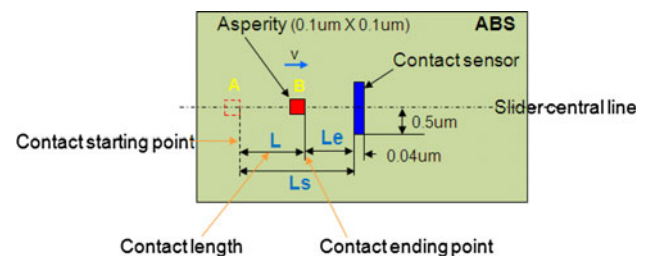 Asperity (0.1um X 0.1um)
ABS
v
Contact sensor
A
B
Slider central line
Contact starting point
0.5um
L
Le
0.04um
Ls
Contact length
Contact ending point